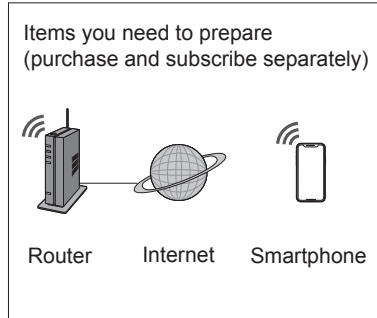 Items you need to prepare
(purchase and subscribe separately)
Router Internet Smartphone